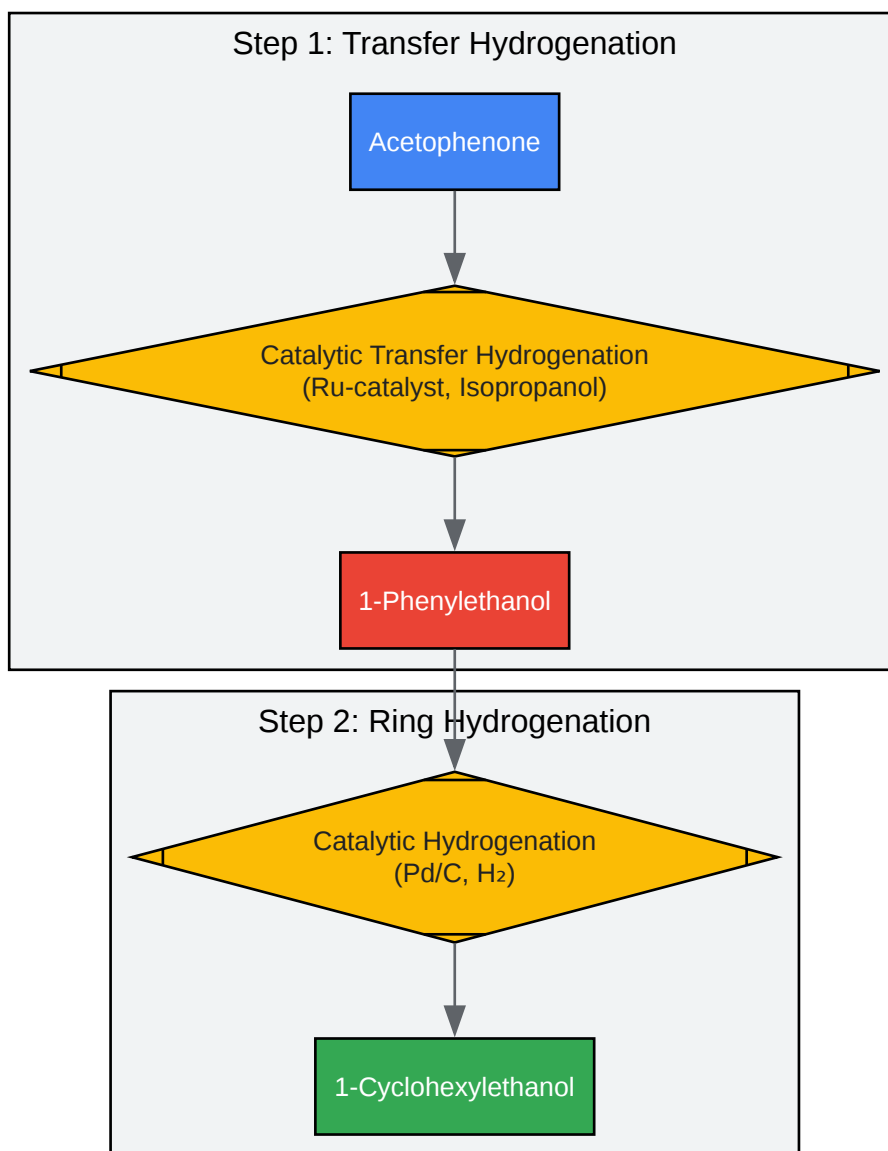 Step 1: Transfer Hydrogenation
Acetophenone
Catalytic Transfer Hydrogenation
(Ru-catalyst, Isopropanol)
1-Phenylethanol
Step 2: Ring Hydrogenation
Catalytic Hydrogenation
(Pd/C, H₂)
1-Cyclohexylethanol